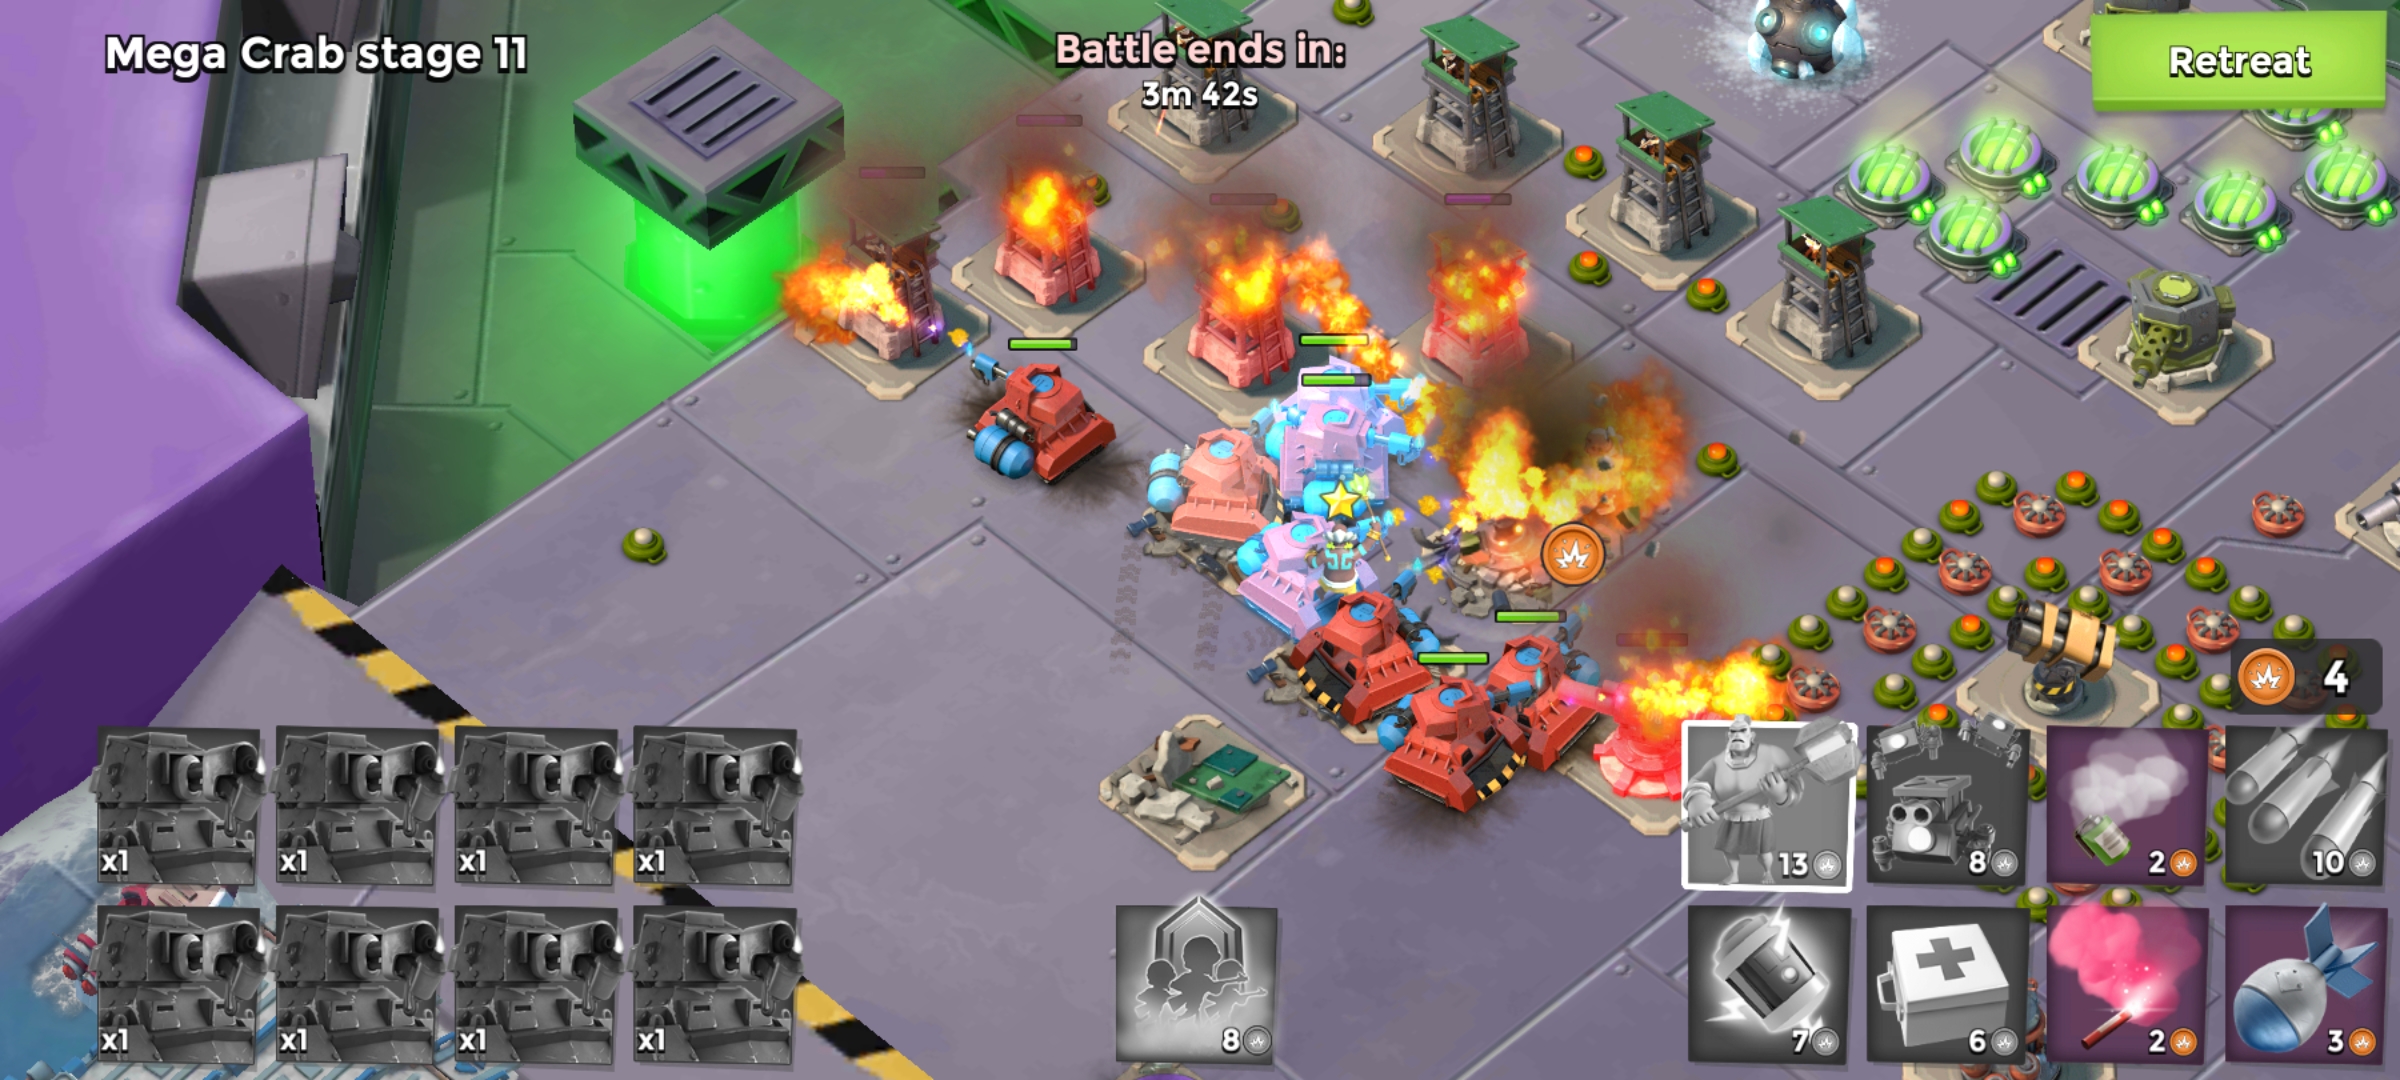 Mega Crab stage 11
Battle ends in:
3m 42s
Retreat
4
x1
x1
x1
x1
13
8
2
10
x1
x1
x1
x1
8
7
6
2
3